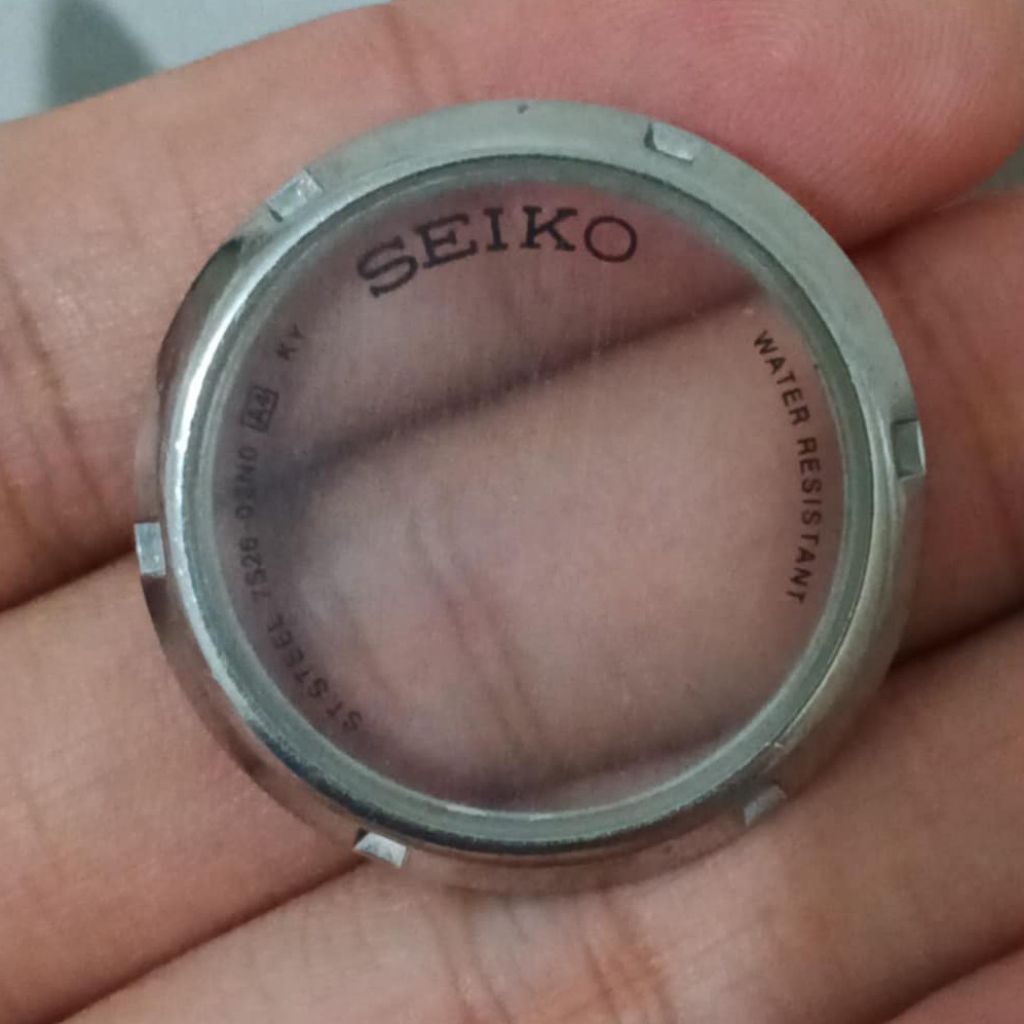 SEIKO
WATER RESISTANT
ST.STEEL 7S26-03N0 A4 KY